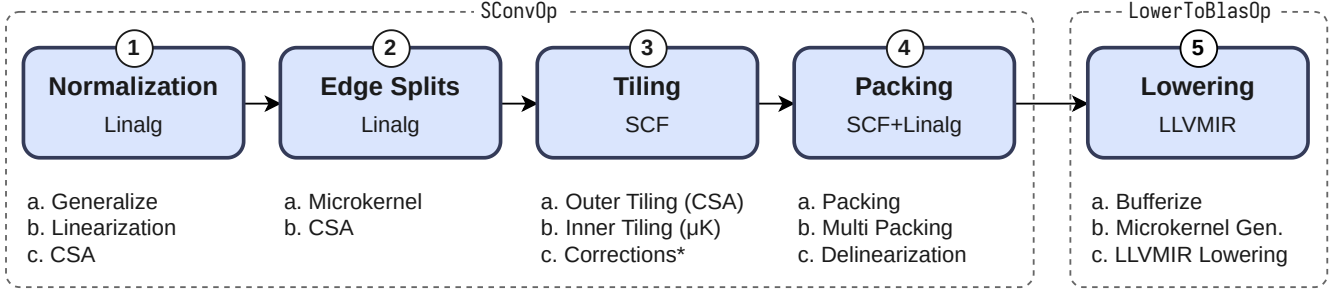 SConvOp
LowerToBlasOp
1
Normalization
Linalg
a. Generalize
b. Linearization
c. CSA
2
Edge Splits
Linalg
a. Microkernel
b. CSA
3
Tiling
SCF
a. Outer Tiling (CSA)
b. Inner Tiling (μK)
c. Corrections*
4
Packing
SCF+Linalg
a. Packing
b. Multi Packing
c. Delinearization
5
Lowering
LLVMIR
a. Bufferize
b. Microkernel Gen.
c. LLVMIR Lowering